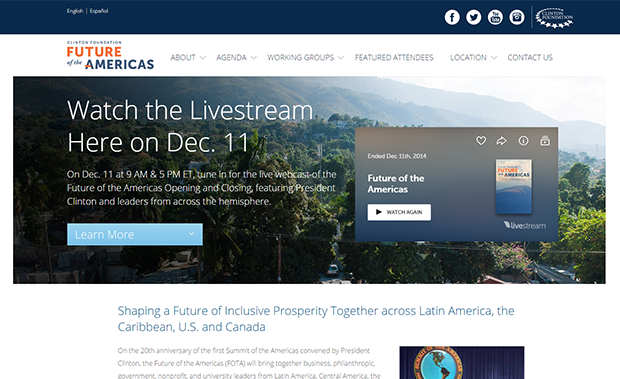 English | Español
CLINTON FOUNDATION
CLINTON FOUNDATION
FUTURE
of the AMERICAS
ABOUT AGENDA WORKING GROUPS FEATURED ATTENDEES LOCATION CONTACT US
Watch the Livestream
Here on Dec. 11
On Dec. 11 at 9 AM & 5 PM ET, tune in for the live webcast of the
Future of the Americas Opening and Closing, featuring President
Clinton and leaders from across the hemisphere.
Learn More
Ended Dec 11th, 2014
Future of the
Americas
WATCH AGAIN
FUTURE
AMERICAS
livestream
Shaping a Future of Inclusive Prosperity Together across Latin America, the
Caribbean, U.S. and Canada
On the 20th anniversary of the first Summit of the Americas convened by President
Clinton, the Future of the Americas (FOTA) will bring together business, philanthropic,
government, nonprofit, and university leaders from Latin America, Central America, the